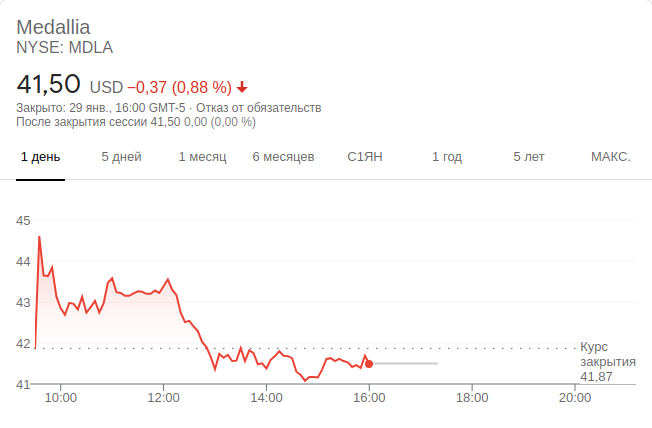 Medallia
NYSE: MDLA
41,50 USD −0,37 (0,88 %)
Закрыто: 29 янв., 16:00 GMT-5 · Отказ от обязательств
После закрытия сессии 41,50 0,00 (0,00 %)
1 день 5 дней 1 месяц 6 месяцев С1ЯН 1 год 5 лет МАКС.
45
44
43
42
Курс
закрытия
41,87
41
10:00 12:00 14:00 16:00 18:00 20:00